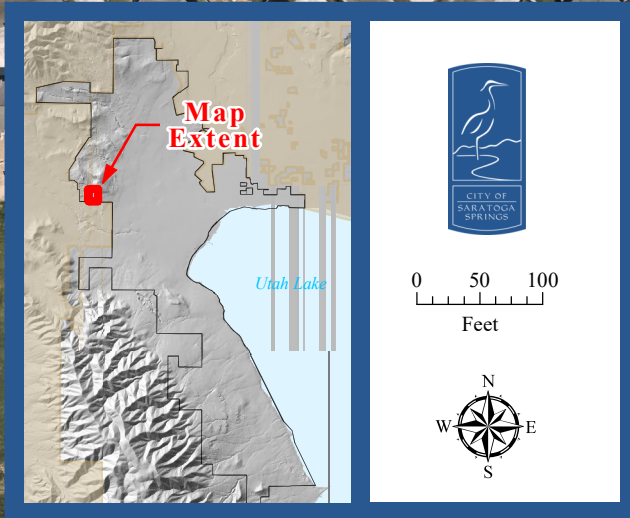 Map
Extent
Utah Lake
CITY OF
SARATOGA
SPRINGS
0 50 100
Feet
N
W E
S